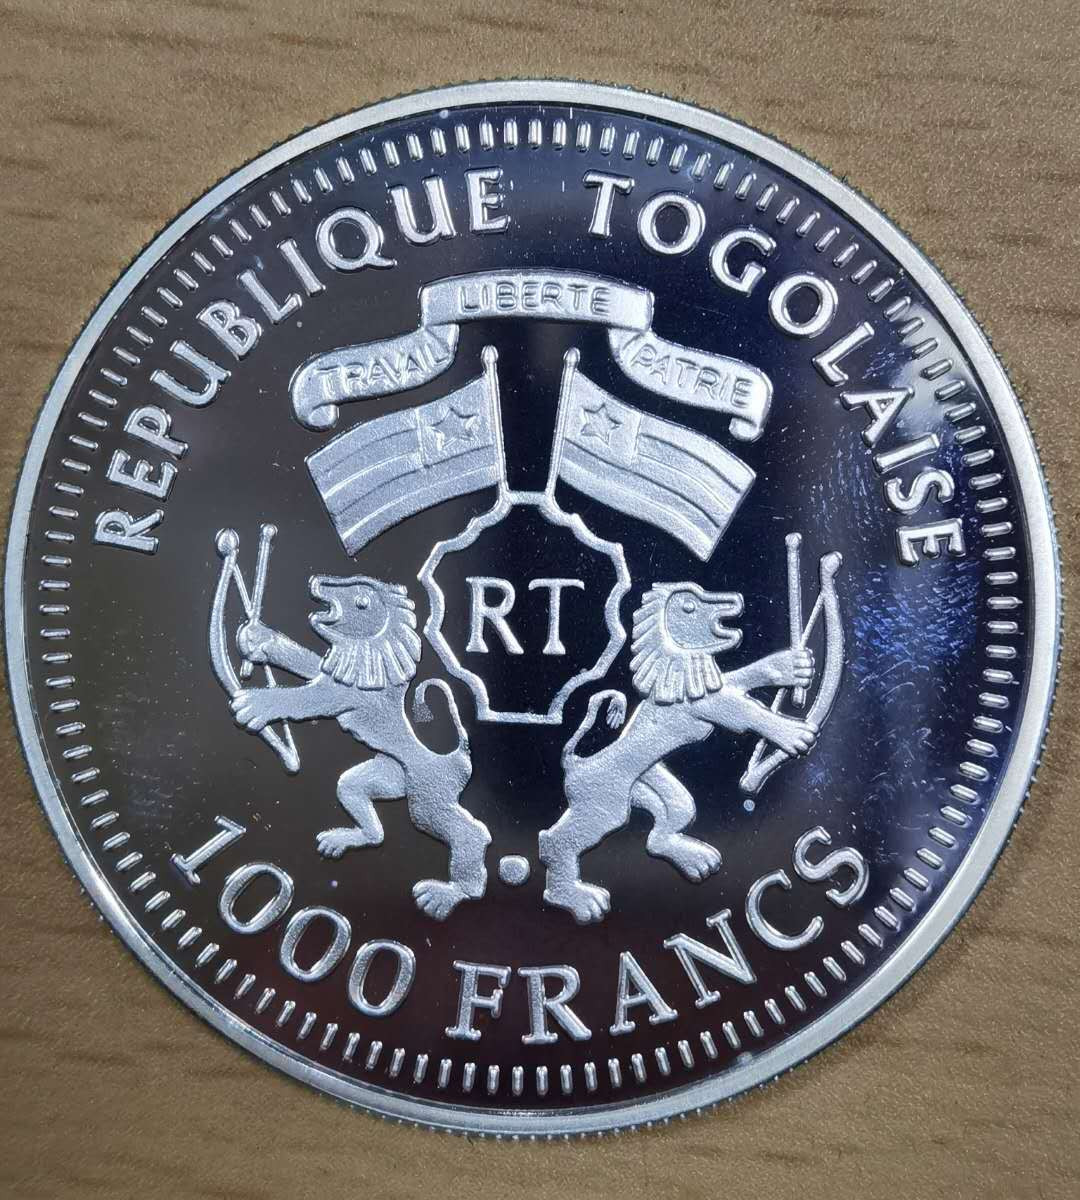 REPUBLIQUE TOGOLAISE
TRAVAIL LIBERTE PATRIE
RT
1000 FRANCS